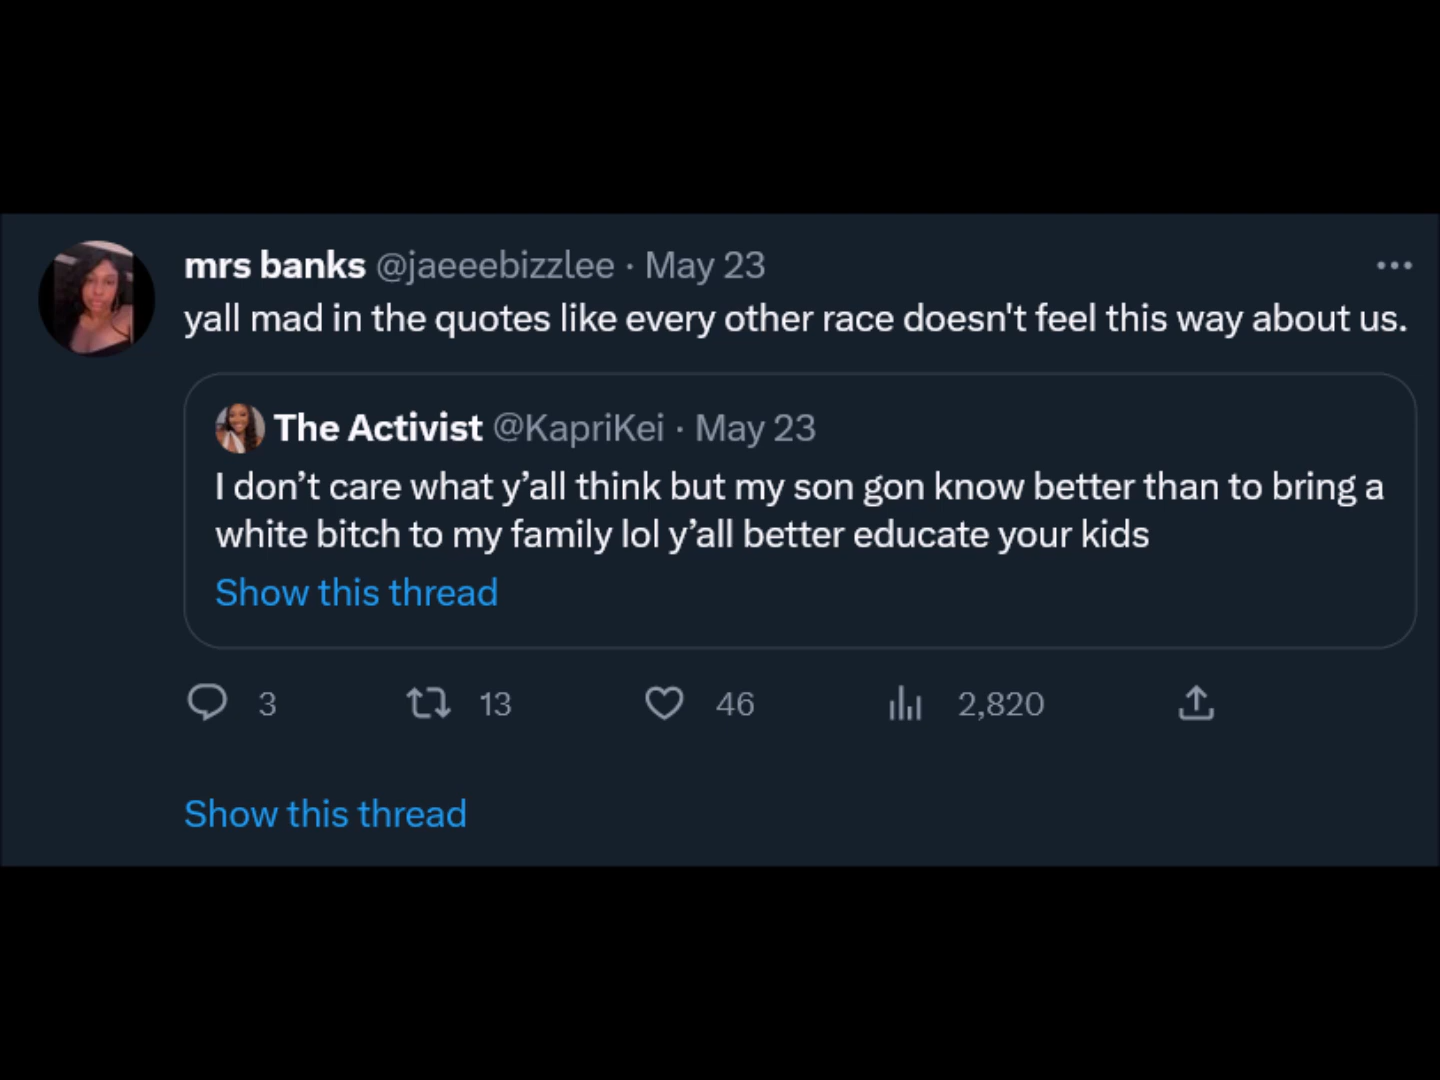 mrs banks @jaeeebizzlee · May 23
yall mad in the quotes like every other race doesn't feel this way about us.
The Activist @KapriKei · May 23
I don’t care what y’all think but my son gon know better than to bring a
white bitch to my family lol y’all better educate your kids
Show this thread
3 13 46 2,820
Show this thread